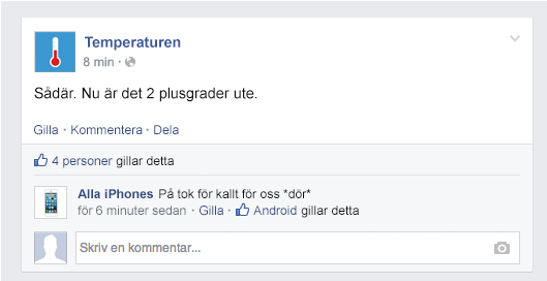 Temperaturen
8 min ·
Sådär. Nu är det 2 plusgrader ute.
Gilla · Kommentera · Dela
4 personer gillar detta
Alla iPhones På tok för kallt för oss *dör*
för 6 minuter sedan · Gilla · Android gillar detta
Skriv en kommentar...